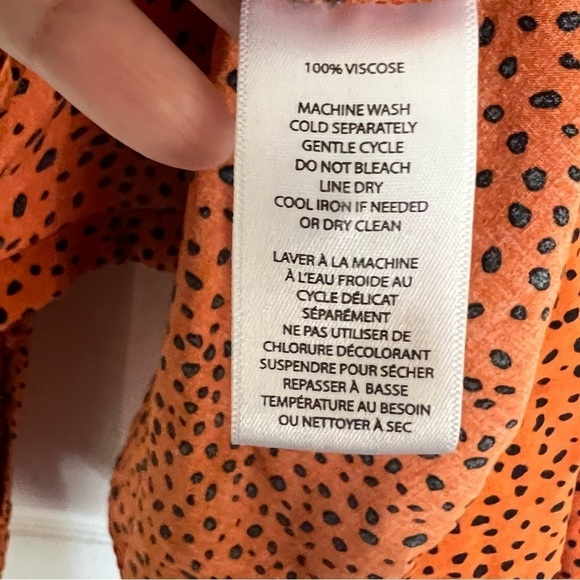 100% VISCOSE
MACHINE WASH
COLD SEPARATELY
GENTLE CYCLE
DO NOT BLEACH
LINE DRY
COOL IRON IF NEEDED
OR DRY CLEAN
LAVER À LA MACHINE
À L'EAU FROIDE AU
CYCLE DÉLICAT
SÉPARÉMENT
NE PAS UTILISER DE
CHLORURE DÉCOLORANT
SUSPENDRE POUR SÉCHER
REPASSER À BASSE
TEMPÉRATURE AU BESOIN
OU NETTOYER À SEC